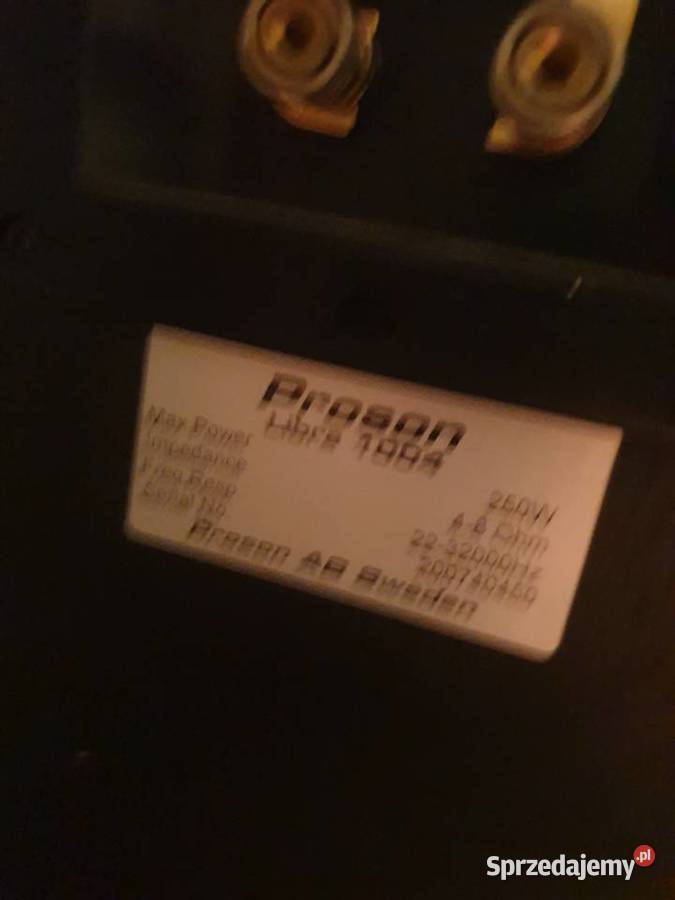 Proson
Libra 1994
Max Power 250W
Impedance 4-8 Ohm
Freq Resp 22-32000Hz
Serial No
Proson AB Sweden
Sprzedajemy.pl